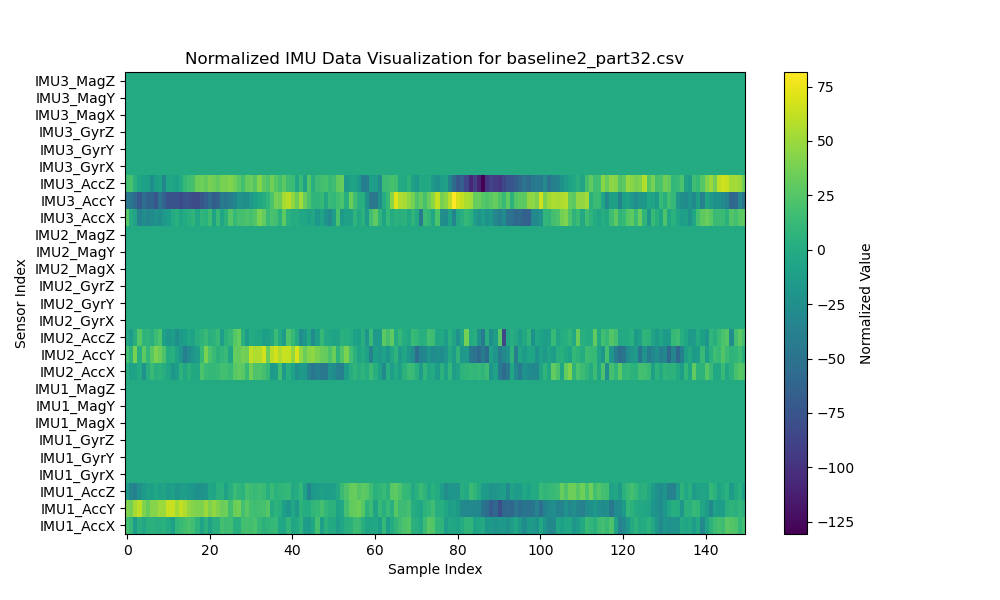 Normalized IMU Data Visualization for baseline2_part32.csv
IMU3_MagZ
IMU3_MagY
IMU3_MagX
IMU3_GyrZ
IMU3_GyrY
IMU3_GyrX
IMU3_AccZ
IMU3_AccY
IMU3_AccX
IMU2_MagZ
IMU2_MagY
IMU2_MagX
IMU2_GyrZ
IMU2_GyrY
IMU2_GyrX
IMU2_AccZ
IMU2_AccY
IMU2_AccX
IMU1_MagZ
IMU1_MagY
IMU1_MagX
IMU1_GyrZ
IMU1_GyrY
IMU1_GyrX
IMU1_AccZ
IMU1_AccY
IMU1_AccX
Sensor Index
0 20 40 60 80 100 120 140
Sample Index
75
50
25
0
−25
−50
−75
−100
−125
Normalized Value